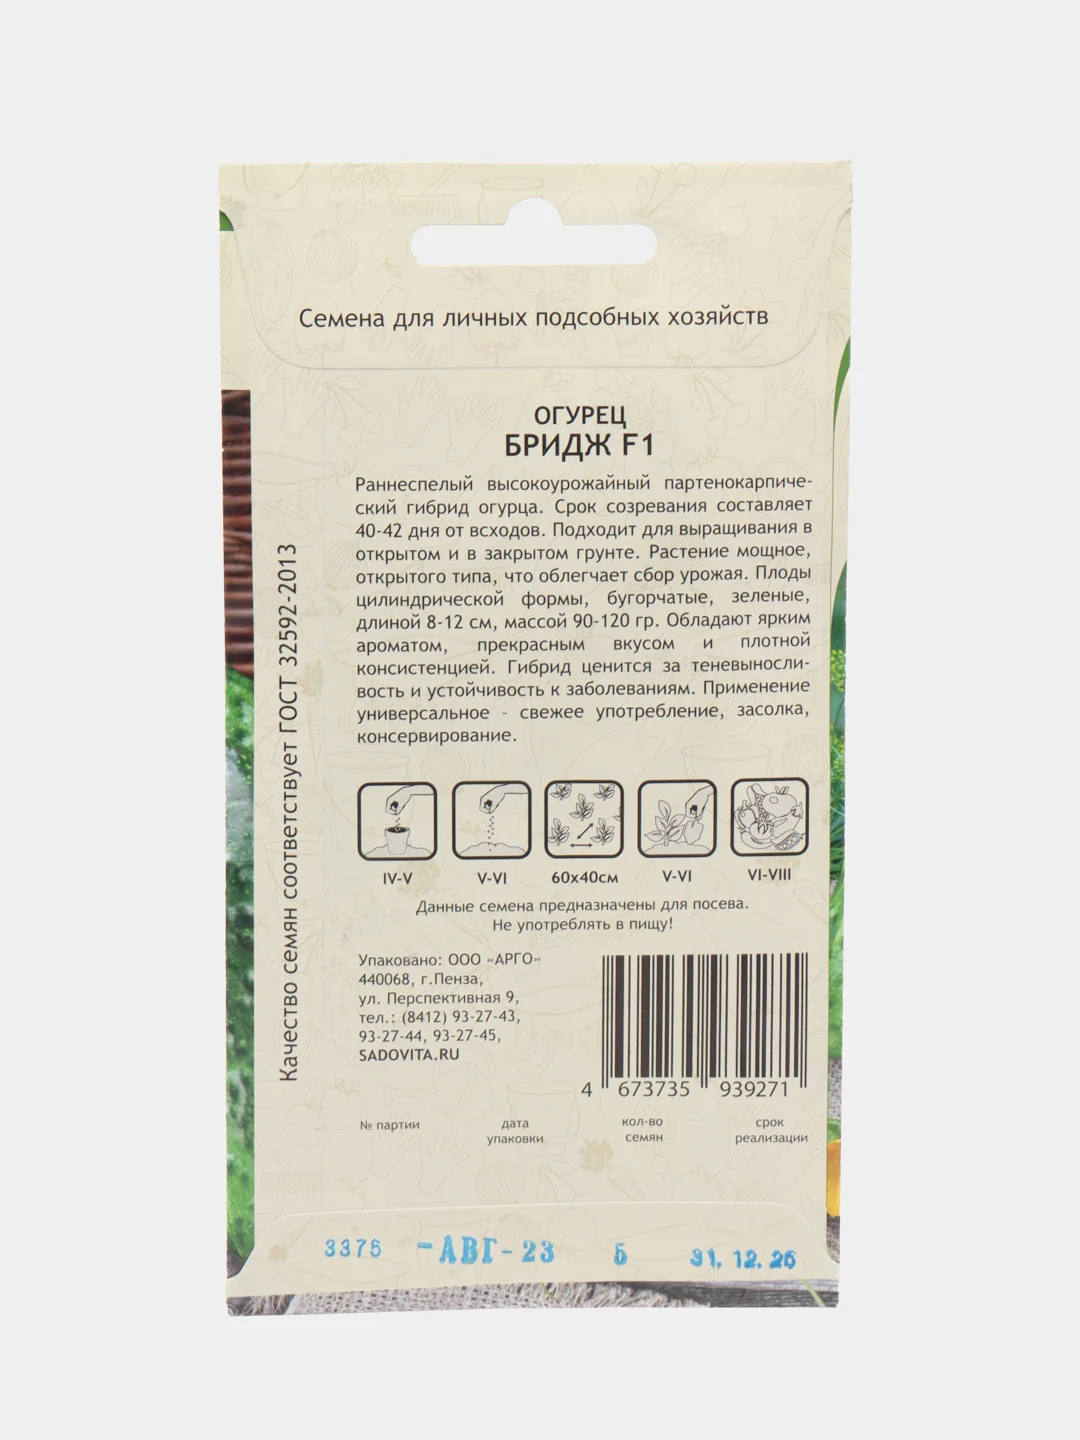 Семена для личных подсобных хозяйств
ОГУРЕЦ
БРИДЖ F1
Раннеспелый высокоурожайный партенокарпиче-
ский гибрид огурца. Срок созревания составляет
40-42 дня от всходов. Подходит для выращивания в
открытом и в закрытом грунте. Растение мощное,
открытого типа, что облегчает сбор урожая. Плоды
цилиндрической формы, бугорчатые, зеленые,
длиной 8-12 см, массой 90-120 гр. Обладают ярким
ароматом, прекрасным вкусом и плотной
консистенцией. Гибрид ценится за теневыносли-
вость и устойчивость к заболеваниям. Применение
универсальное - свежее употребление, засолка,
консервирование.
Качество семян соответствует ГОСТ 32592-2013
IV-V V-VI 60x40см V-VI VI-VIII
Данные семена предназначены для посева.
Не употреблять в пищу!
Упаковано: ООО «АРГО»
440068, г.Пенза,
ул. Перспективная 9,
тел.: (8412) 93-27-43,
93-27-44, 93-27-45,
SADOVITA.RU
4 673735 939271
№ партии
дата
упаковки
кол-во
семян
срок
реализации
3375 -АВГ-23 5 31.12.26